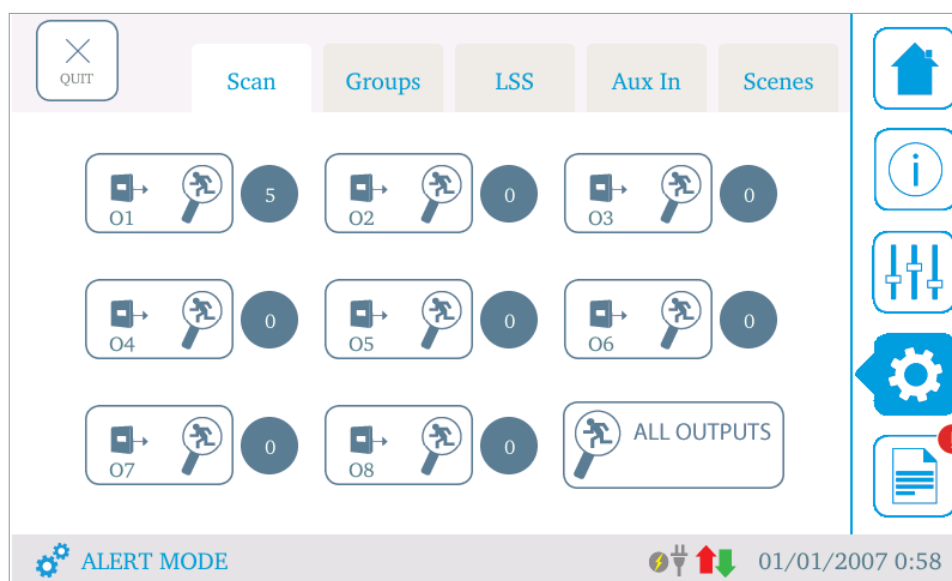 QUIT
Scan
Groups
LSS
Aux In
Scenes
O1
5
O2
0
O3
0
O4
0
O5
0
O6
0
O7
0
O8
0
ALL OUTPUTS
i
ALERT MODE
01/01/2007 0:58